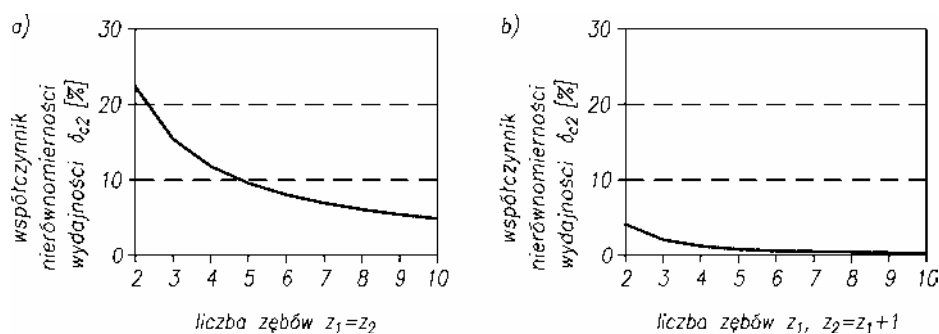 a)
współczynnik
nierównomierności
wydajności δc2 [%]
30
20
10
0
2 3 4 5 6 7 8 9 10
liczba zębów z1=z2
b)
współczynnik
nierównomierności
wydajności δc2 [%]
30
20
10
0
2 3 4 5 6 7 8 9 10
liczba zębów z1, z2=z1+1